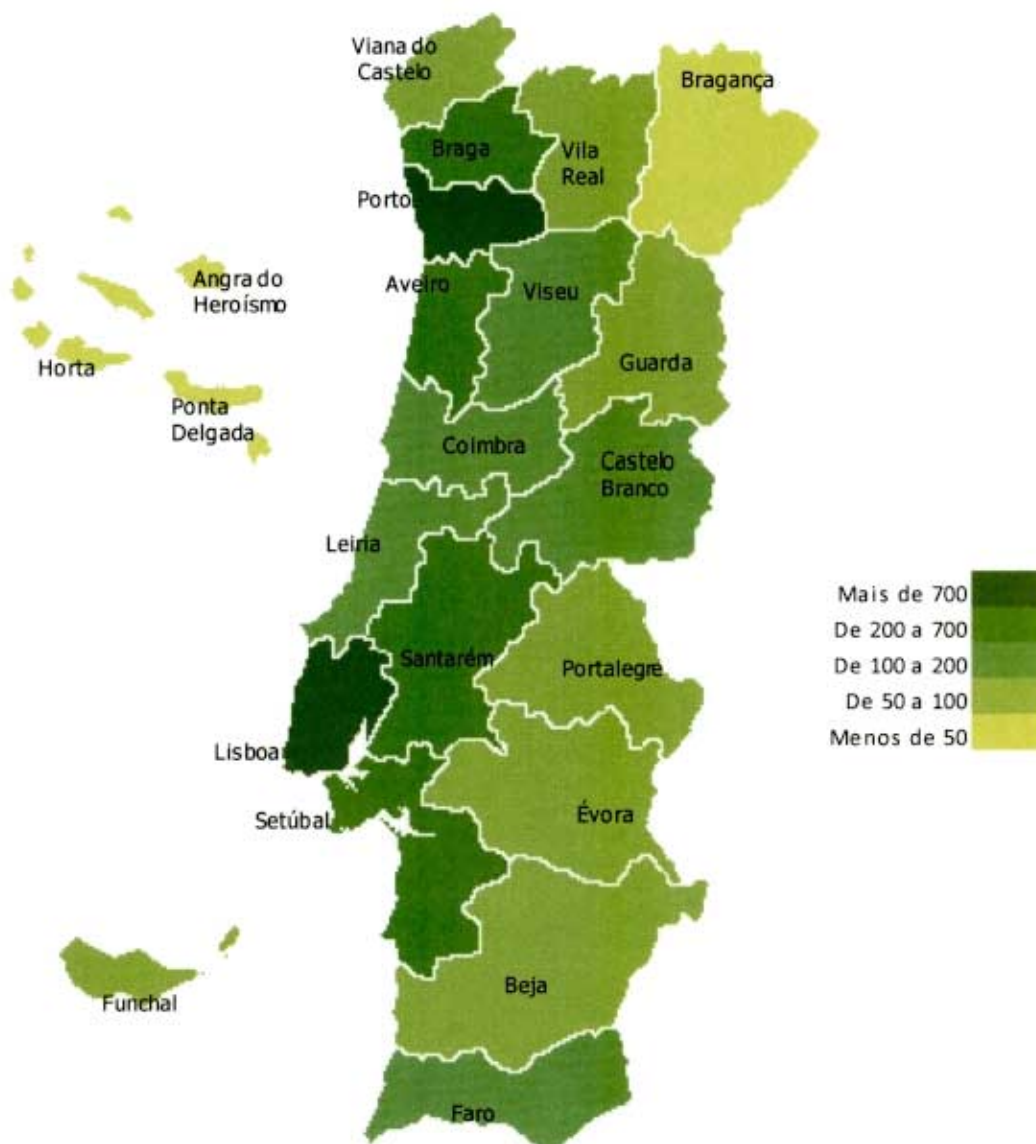 Viana do
Castelo
Bragança
Braga
Vila
Real
Porto
Angra do
Heroísmo
Aveiro
Viseu
Horta
Guarda
Ponta
Delgada
Coimbra
Castelo
Branco
Leiria
Mais de 700
De 200 a 700
De 100 a 200
De 50 a 100
Menos de 50
Santarém
Portalegre
Lisboa
Setúbal
Évora
Beja
Funchal
Faro